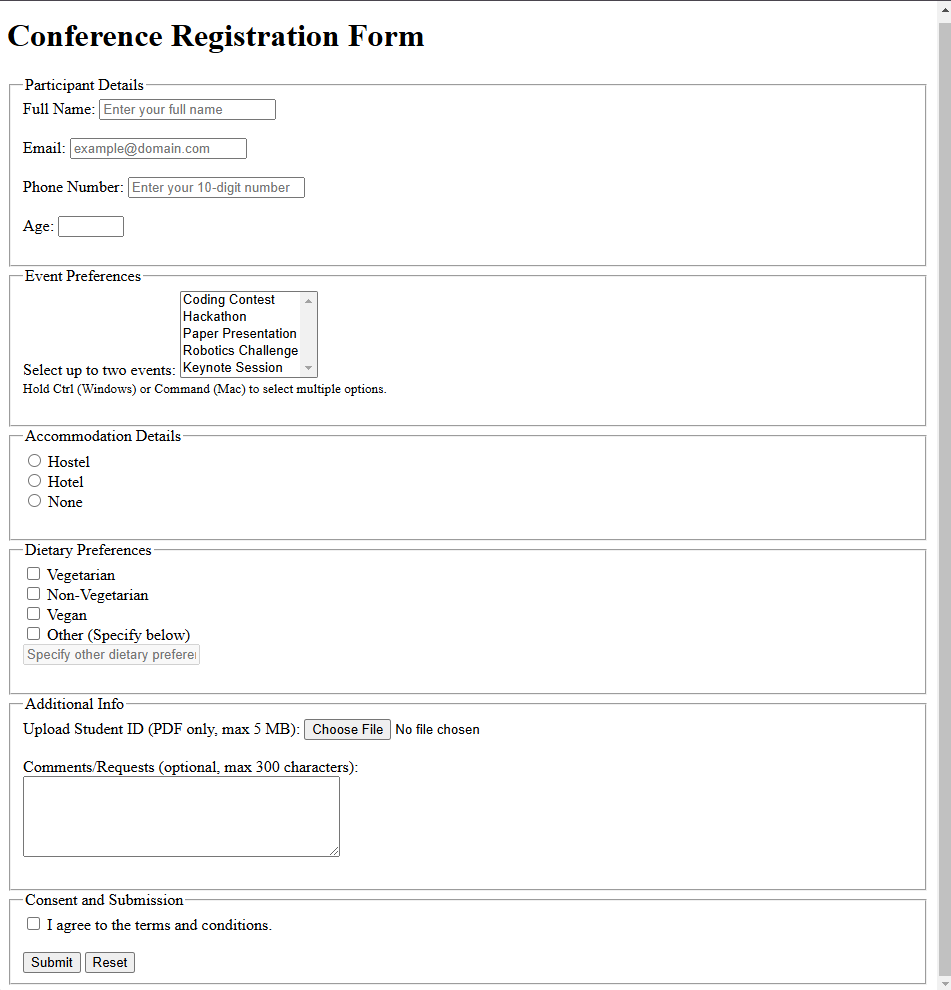 Conference Registration Form
Participant Details
Full Name: Enter your full name
Email: example@domain.com
Phone Number: Enter your 10-digit number
Age:
Event Preferences
Coding Contest
Hackathon
Paper Presentation
Robotics Challenge
Select up to two events: Keynote Session
Hold Ctrl (Windows) or Command (Mac) to select multiple options.
Accommodation Details
Hostel
Hotel
None
Dietary Preferences
Vegetarian
Non-Vegetarian
Vegan
Other (Specify below)
Specify other dietary preferen
Additional Info
Upload Student ID (PDF only, max 5 MB): Choose File No file chosen
Comments/Requests (optional, max 300 characters):
Consent and Submission
I agree to the terms and conditions.
Submit Reset